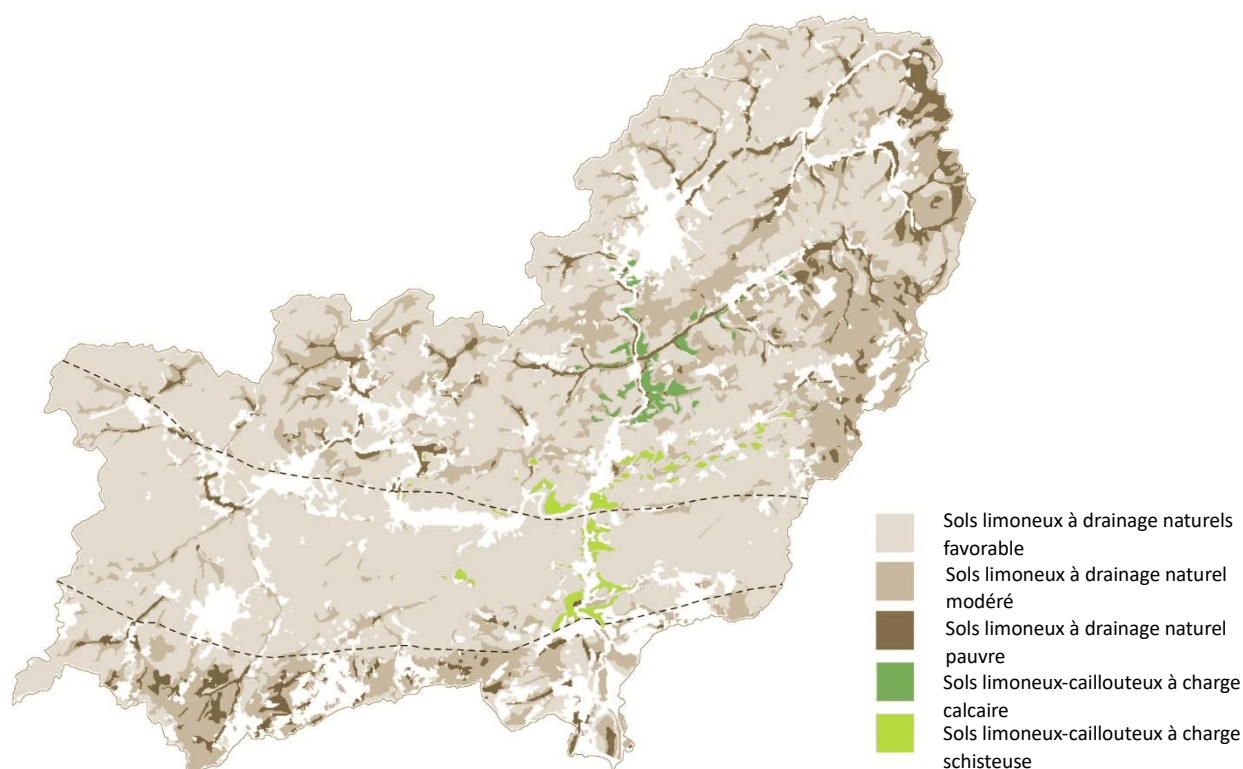 Sols limoneux à drainage naturels
favorable
Sols limoneux à drainage naturel
modéré
Sols limoneux à drainage naturel
pauvre
Sols limoneux-caillouteux à charge
calcaire
Sols limoneux-caillouteux à charge
schisteuse